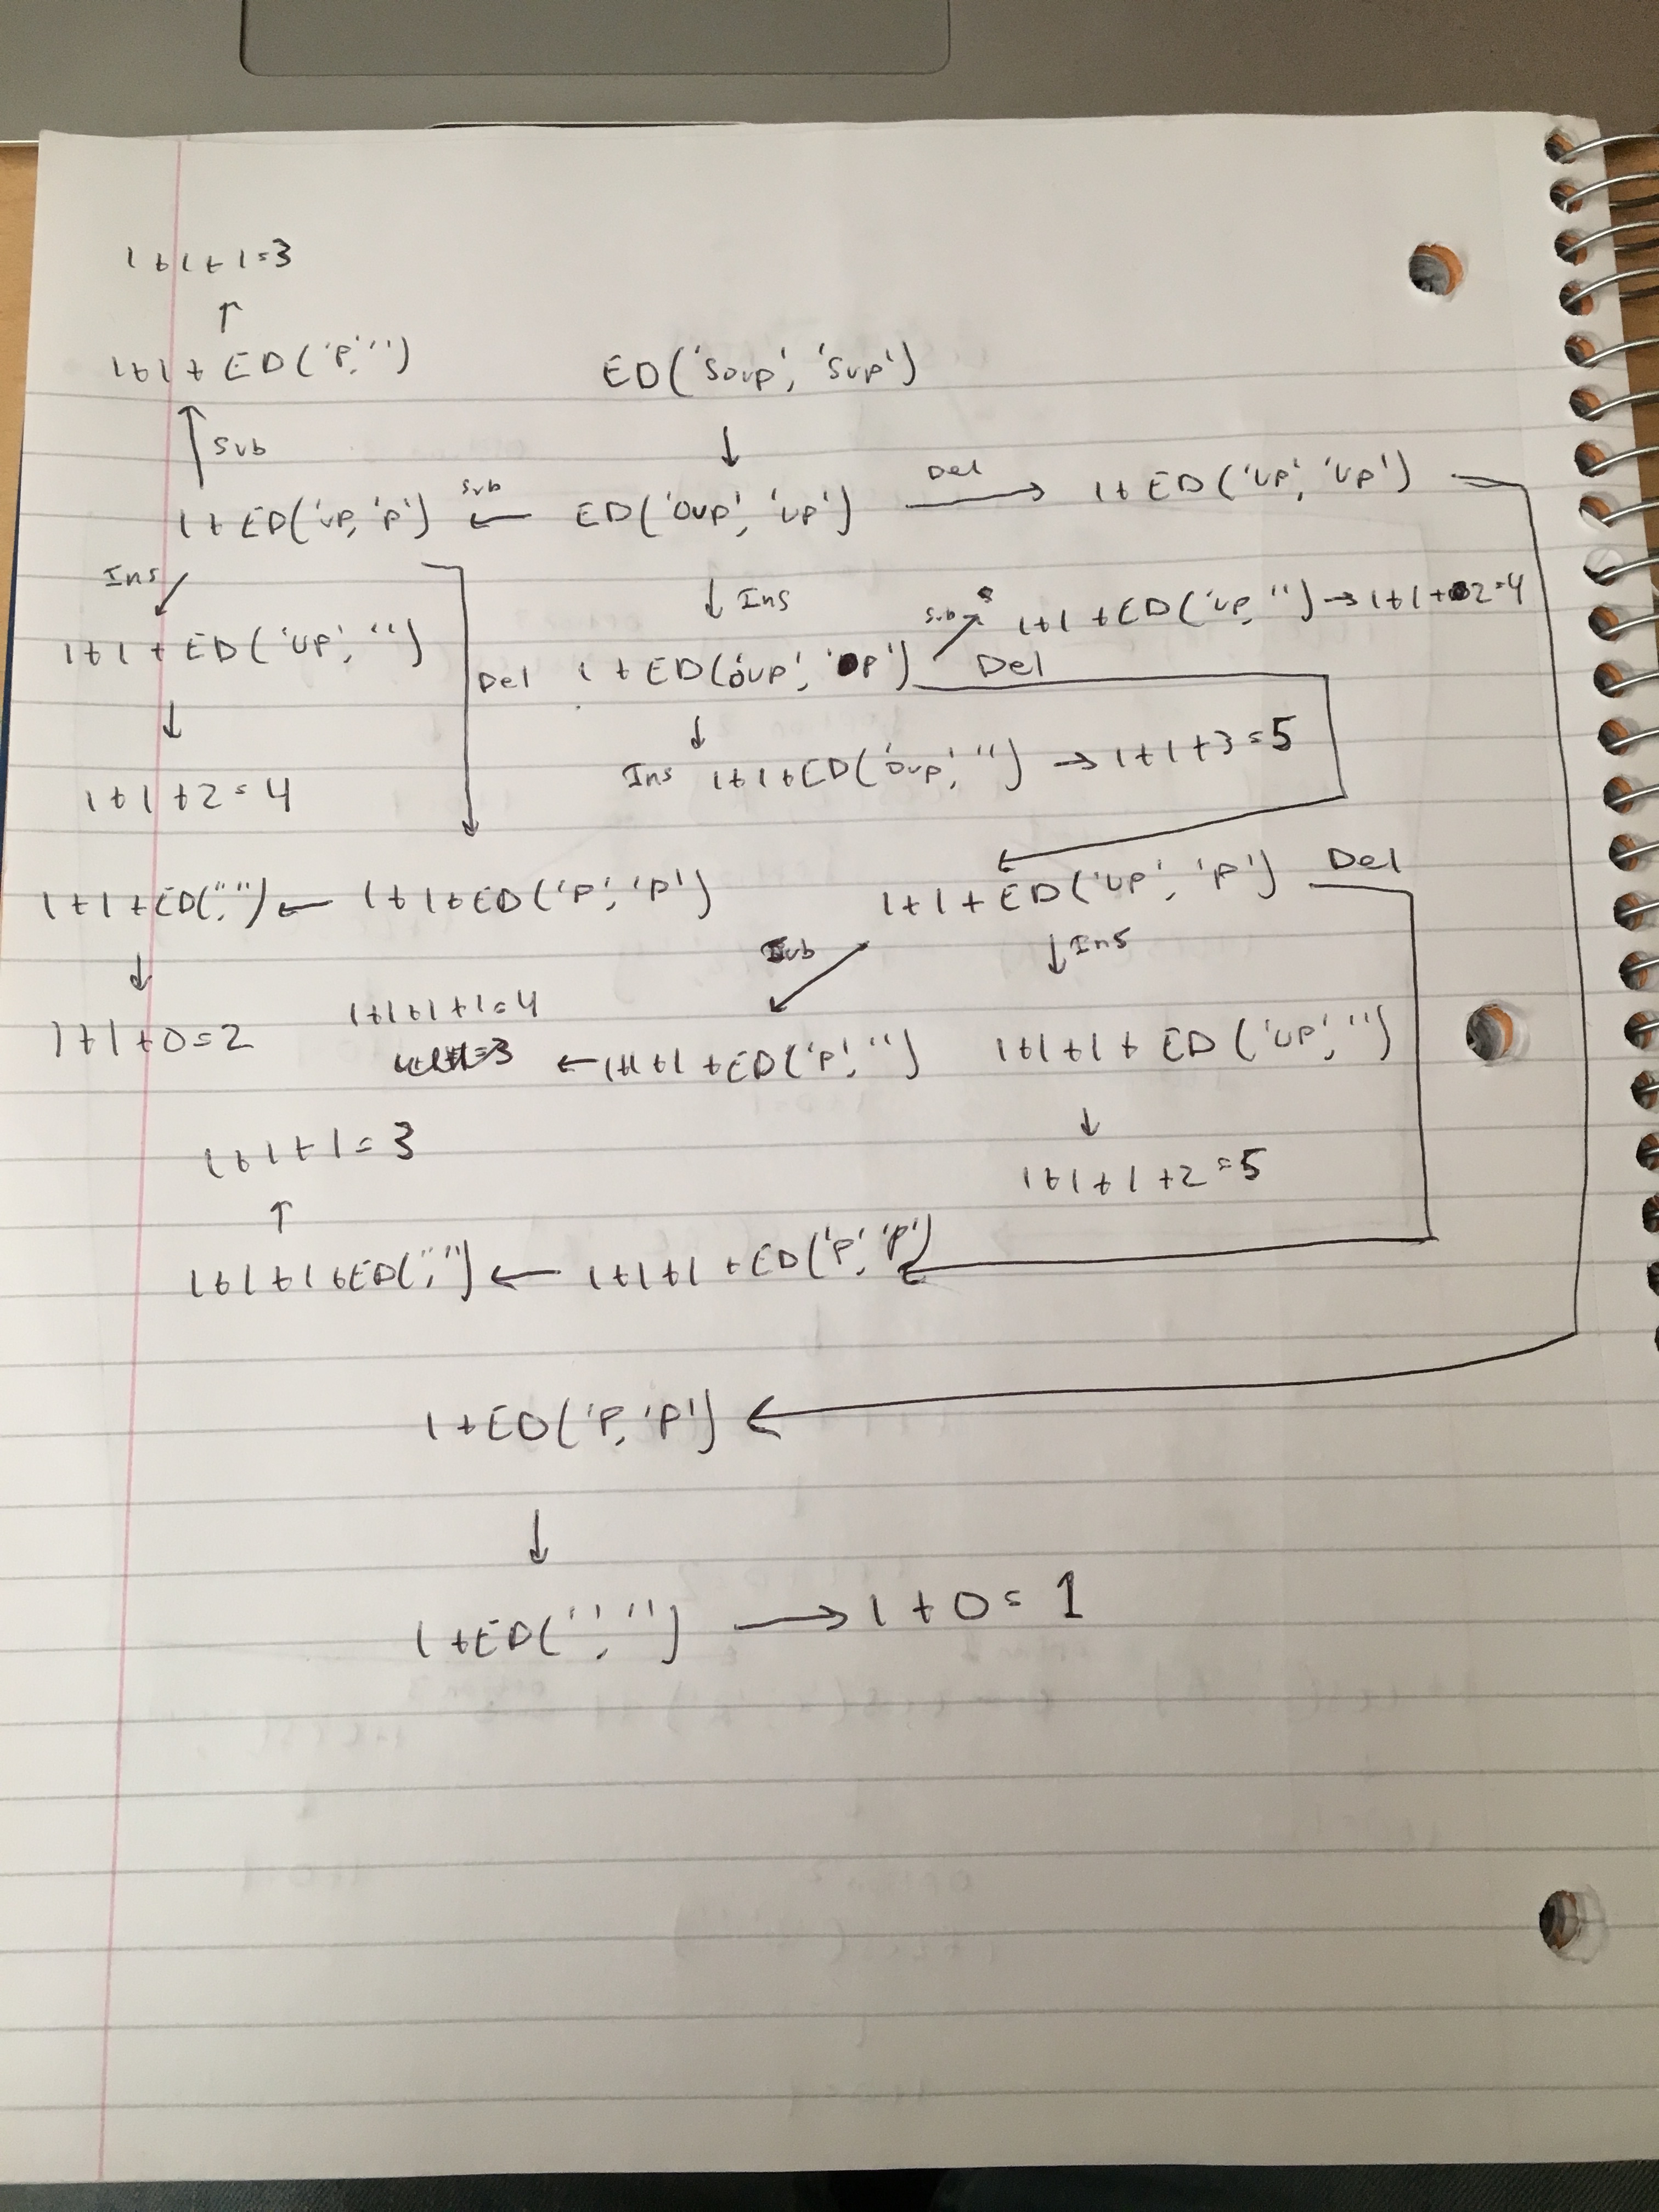 1+1+1=3
↑
1+1+ED('P','')
ED('Soup','Sup')
↑ Sub
↓
1+ED('up,'p')
Sub ←
ED('oup','up')
Del →
1+ED('up','up')
Ins ↙
↓ Ins
1+1+ED('up','')
Del
1+ED('oup','p')
Sub ↗
1+1+ED('up,'') → 1+1+2=4
Del
↓
↓
1+1+2=4
Ins 1+1+ED('oup','') → 1+1+3=5
1+1+ED('','') ← 1+1+ED('P','P')
1+1+ED('up','p')
Del
↓
Sub ↙
↓ Ins
1+1+0=2
1+1+1+1=4
← 1+1+1+ED('P','')
1+1+1+ED('up','')
↓
1+1+1=3
1+1+1+2=5
↑
1+1+1+ED('','') ← 1+1+1+ED('P','P')
1+ED('P,'P') ←
↓
1+ED('','') → 1+0=1